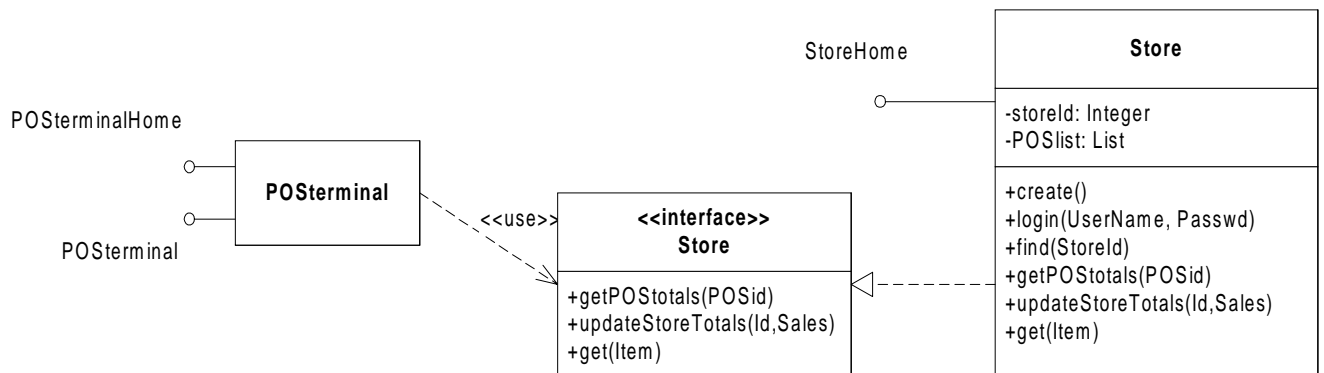 POSterminalHome
POSterminal
POSterminal
<<use>>
<<interface>>
Store
+getPOStotals(POSid)
+updateStoreTotals(Id,Sales)
+get(Item)
StoreHome
Store
-storeId: Integer
-POSlist: List
+create()
+login(UserName, Passwd)
+find(StoreId)
+getPOStotals(POSid)
+updateStoreTotals(Id,Sales)
+get(Item)